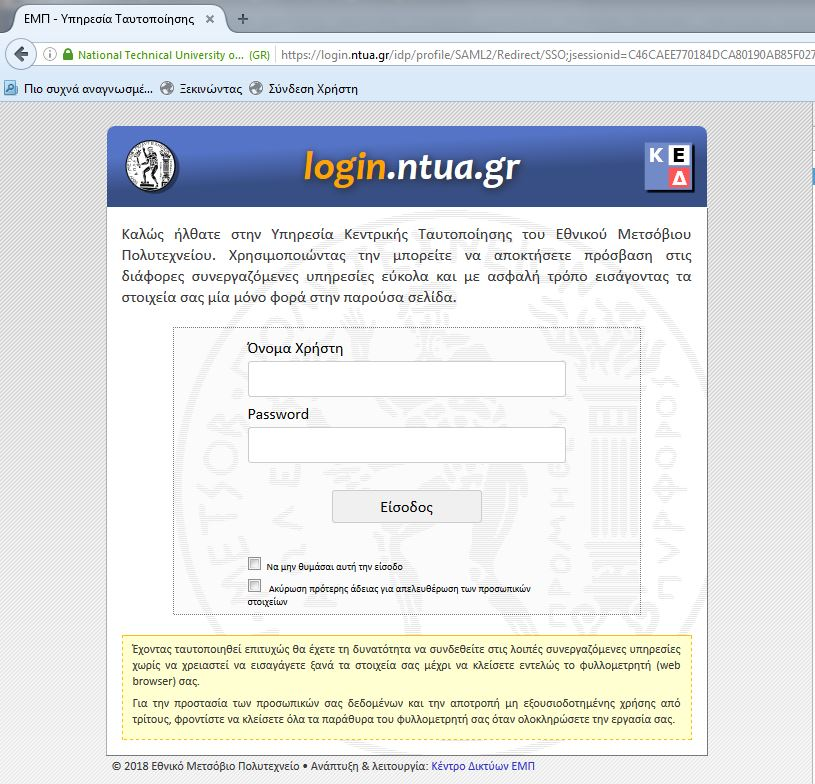 ΕΜΠ - Υπηρεσία Ταυτοποίησης
National Technical University o... (GR) https://login.ntua.gr/idp/profile/SAML2/Redirect/SSO;jsessionid=C46CAEE770184DCA80190AB85F027
Πιο συχνά αναγνωσμέ... Ξεκινώντας Σύνδεση Χρήστη
login.ntua.gr
Κ Ε
Δ
Καλώς ήλθατε στην Υπηρεσία Κεντρικής Ταυτοποίησης του Εθνικού Μετσόβιου
Πολυτεχνείου. Χρησιμοποιώντας την μπορείτε να αποκτήσετε πρόσβαση στις
διάφορες συνεργαζόμενες υπηρεσίες εύκολα και με ασφαλή τρόπο εισάγοντας τα
στοιχεία σας μία μόνο φορά στην παρούσα σελίδα.
Όνομα Χρήστη
Password
Είσοδος
Να μην θυμάσαι αυτή την είσοδο
Ακύρωση πρότερης άδειας για απελευθέρωση των προσωπικών
στοιχείων
Έχοντας ταυτοποιηθεί επιτυχώς θα έχετε τη δυνατότητα να συνδεθείτε στις λοιπές συνεργαζόμενες υπηρεσίες
χωρίς να χρειαστεί να εισαγάγετε ξανά τα στοιχεία σας μέχρι να κλείσετε εντελώς το φυλλομετρητή (web
browser) σας.
Για την προστασία των προσωπικών σας δεδομένων και την αποτροπή μη εξουσιοδοτημένης χρήσης από
τρίτους, φροντίστε να κλείσετε όλα τα παράθυρα του φυλλομετρητή σας όταν ολοκληρώσετε την εργασία σας.
© 2018 Εθνικό Μετσόβιο Πολυτεχνείο • Ανάπτυξη & λειτουργία: Κέντρο Δικτύων ΕΜΠ